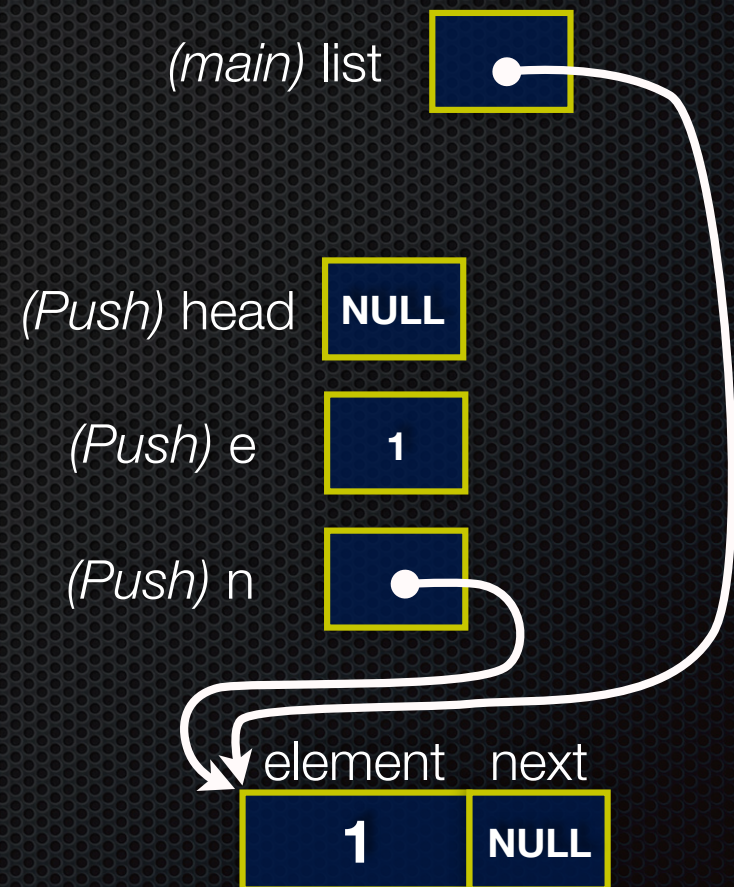 (main) list
(Push) head NULL
(Push) e 1
(Push) n
element next
1 NULL